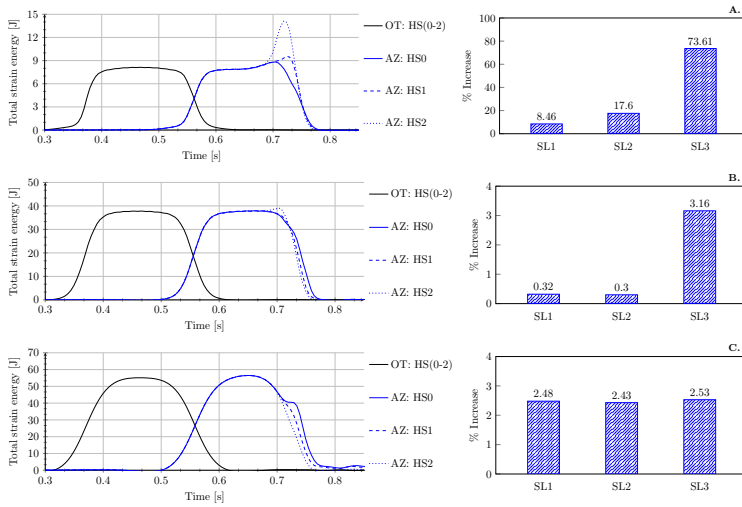 A.
Total strain energy [J]
15
12
9
6
3
0
0.3 0.4 0.5 0.6 0.7 0.8
Time [s]
OT: HS(0-2)
AZ: HS0
AZ: HS1
AZ: HS2
% Increase
100
80
60
40
20
0
8.46 17.6 73.61
SL1 SL2 SL3
B.
Total strain energy [J]
50
40
30
20
10
0
0.3 0.4 0.5 0.6 0.7 0.8
Time [s]
OT: HS(0-2)
AZ: HS0
AZ: HS1
AZ: HS2
% Increase
4
3
2
1
0
0.32 0.3 3.16
SL1 SL2 SL3
C.
Total strain energy [J]
70
60
50
40
30
20
10
0
0.3 0.4 0.5 0.6 0.7 0.8
Time [s]
OT: HS(0-2)
AZ: HS0
AZ: HS1
AZ: HS2
% Increase
4
3
2
1
0
2.48 2.43 2.53
SL1 SL2 SL3